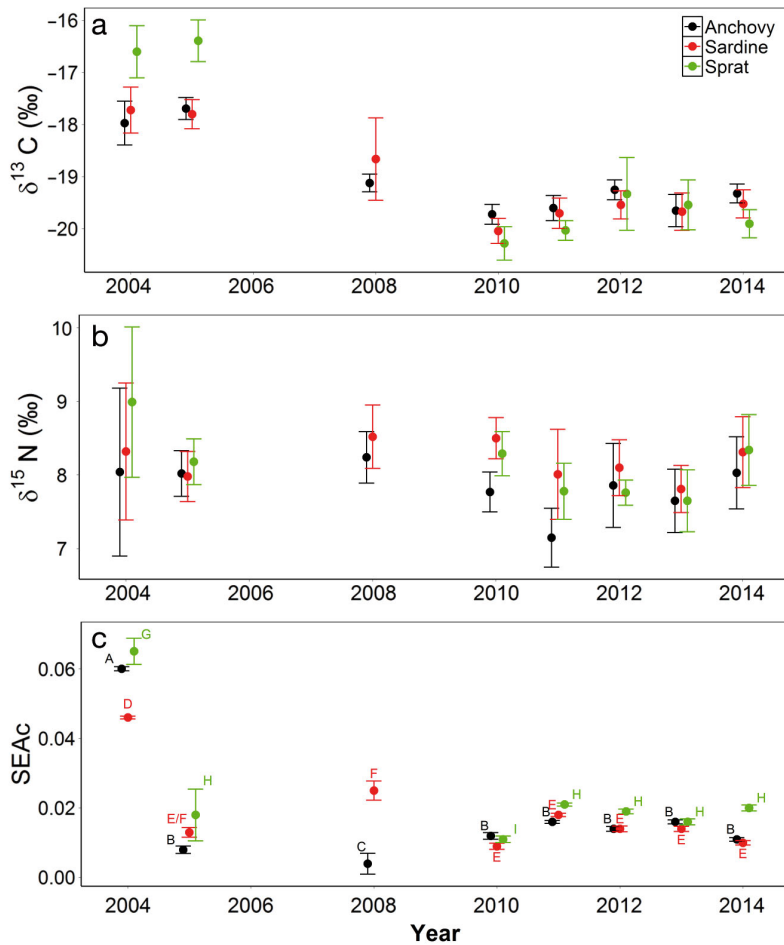 a
Anchovy
Sardine
Sprat
−16
−17
−18
−19
−20
δ13 C (‰)
2004 2006 2008 2010 2012 2014
b
10
9
8
7
δ15 N (‰)
2004 2006 2008 2010 2012 2014
c
0.06
0.04
0.02
0.00
SEAc
A
G
D
E/F
H
B
F
C
B
I
E
E
H
B
B
E
H
B
H
E
H
B
E
2004 2006 2008 2010 2012 2014
Year